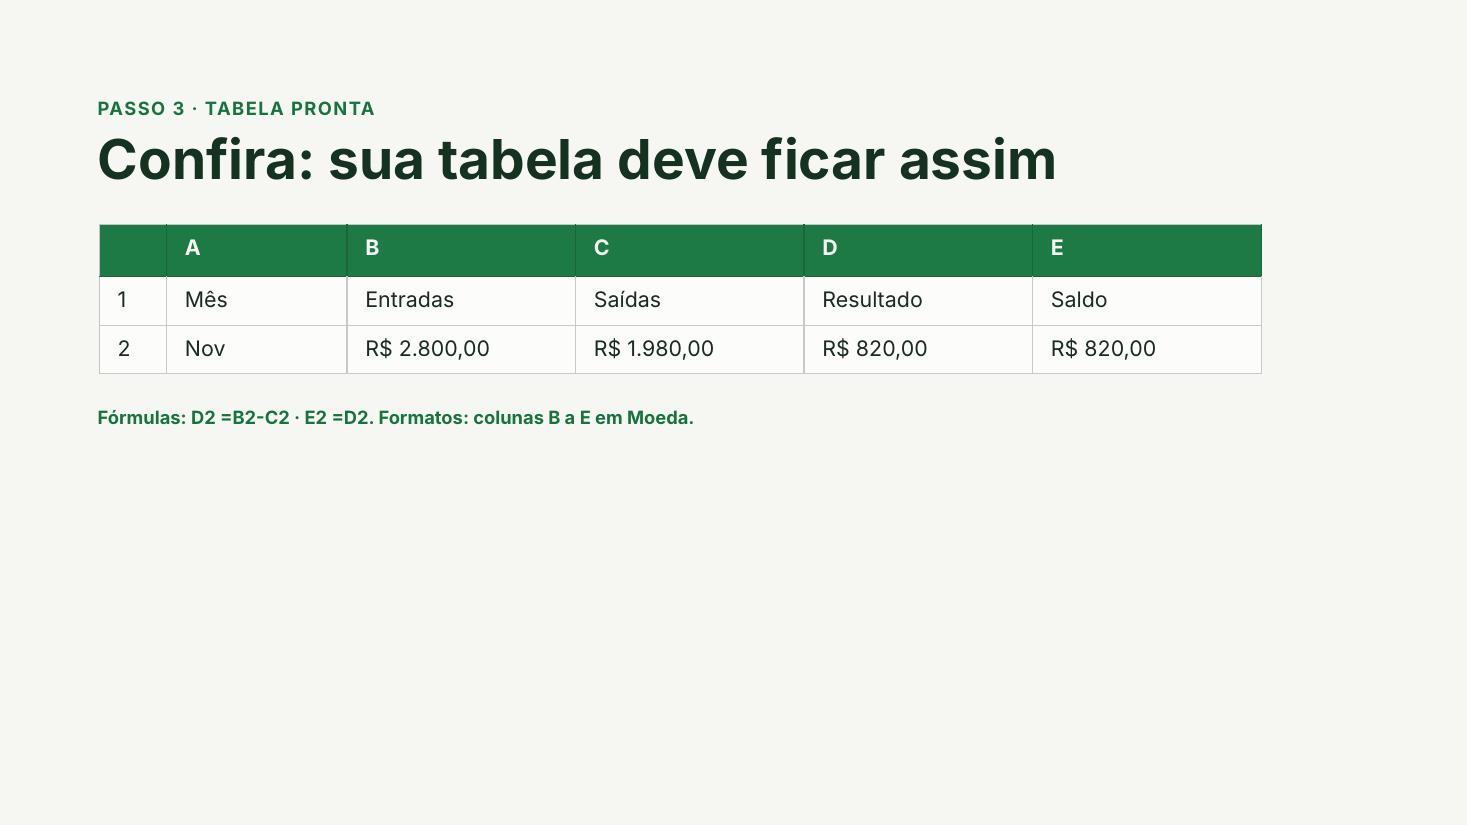 PASSO 3 · TABELA PRONTA
Confira: sua tabela deve ficar assim
A B C D E
1 Mês Entradas Saídas Resultado Saldo
2 Nov R$ 2.800,00 R$ 1.980,00 R$ 820,00 R$ 820,00
Fórmulas: D2 =B2-C2 · E2 =D2. Formatos: colunas B a E em Moeda.